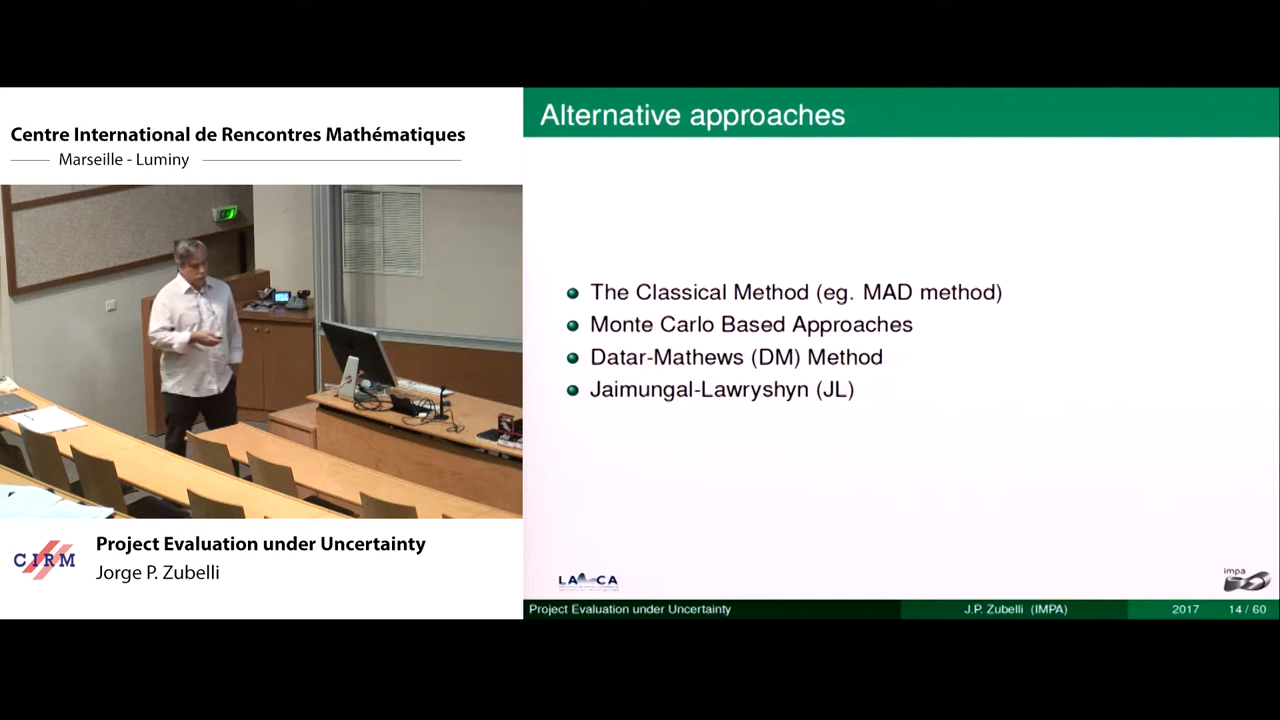 Centre International de Rencontres Mathématiques
Marseille - Luminy
CIRM
Project Evaluation under Uncertainty
Jorge P. Zubelli
Alternative approaches
The Classical Method (eg. MAD method)
Monte Carlo Based Approaches
Datar-Mathews (DM) Method
Jaimungal-Lawryshyn (JL)
impa
Project Evaluation under Uncertainty
J.P. Zubelli (IMPA)
2017
14 / 60